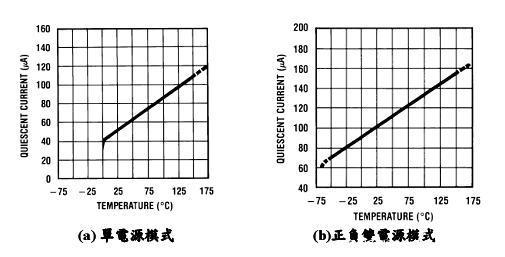 160
140
120
100
80
60
40
20
0
QUIESCENT CURRENT (μA)
−75 −25 25 75 125 175
TEMPERATURE (°C)
(a) 單電源模式
200
180
160
140
120
100
80
60
40
QUIESCENT CURRENT (μA)
−75 −25 25 75 125 175
TEMPERATURE (°C)
(b)正負雙電源模式